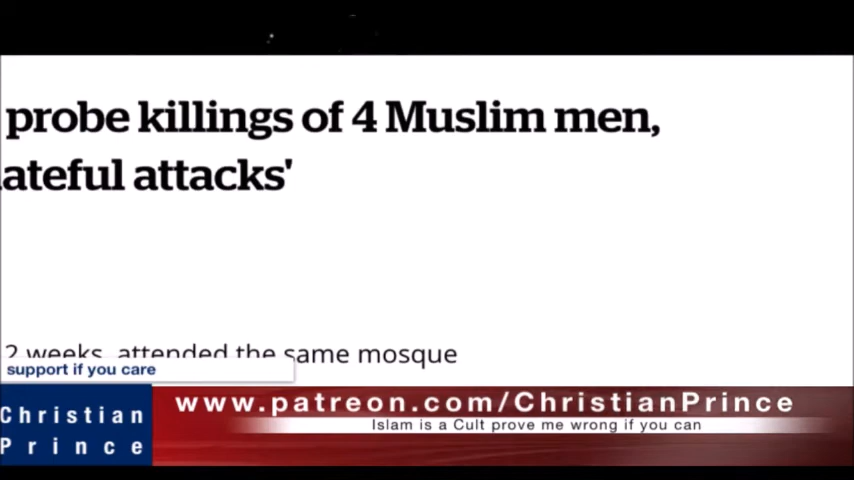 probe killings of 4 Muslim men,
ateful attacks'
2 weeks, attended the same mosque
support if you care
www.patreon.com/ChristianPrince
Islam is a Cult prove me wrong if you can
Christian
Prince